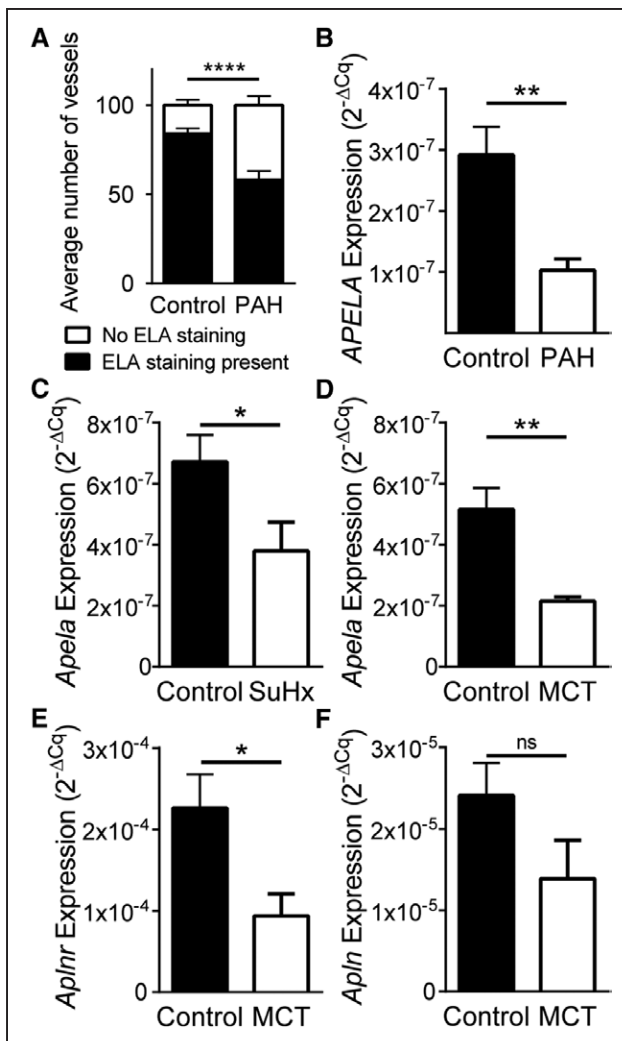 A
****
100
50
0
Average number of vessels
Control PAH
No ELA staining
ELA staining present
B
**
4x10⁻⁷
3x10⁻⁷
2x10⁻⁷
1x10⁻⁷
APELA Expression (2^-ΔCq)
Control PAH
C
*
8x10⁻⁷
6x10⁻⁷
4x10⁻⁷
2x10⁻⁷
0
Apela Expression (2^-ΔCq)
Control SuHx
D
**
8x10⁻⁷
6x10⁻⁷
4x10⁻⁷
2x10⁻⁷
0
Apela Expression (2^-ΔCq)
Control MCT
E
*
3x10⁻⁴
2x10⁻⁴
1x10⁻⁴
0
Aplnr Expression (2^-ΔCq)
Control MCT
F
ns
3x10⁻⁵
2x10⁻⁵
1x10⁻⁵
0
Apln Expression (2^-ΔCq)
Control MCT